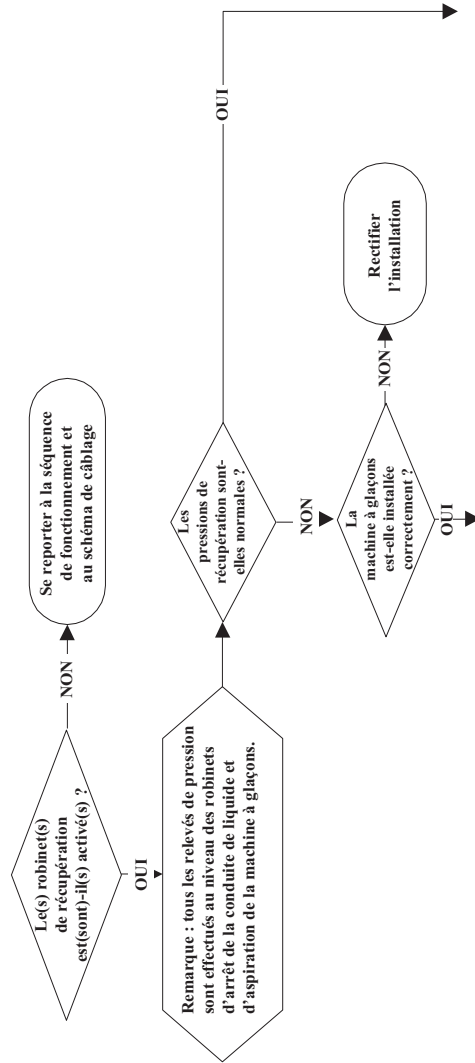 Le(s) robinet(s)
de récupération
est(sont)-il(s) activé(s) ?
NON
Se reporter à la séquence
de fonctionnement et
au schéma de câblage
OUI
Remarque : tous les relevés de pression
sont effectués au niveau des robinets
d’arrêt de la conduite de liquide et
d’aspiration de la machine à glaçons.
Les
pressions de
récupération sont-
elles normales ?
OUI
NON
La
machine à glaçons
est-elle installée
correctement ?
NON
Rectifier
l’installation
OUI